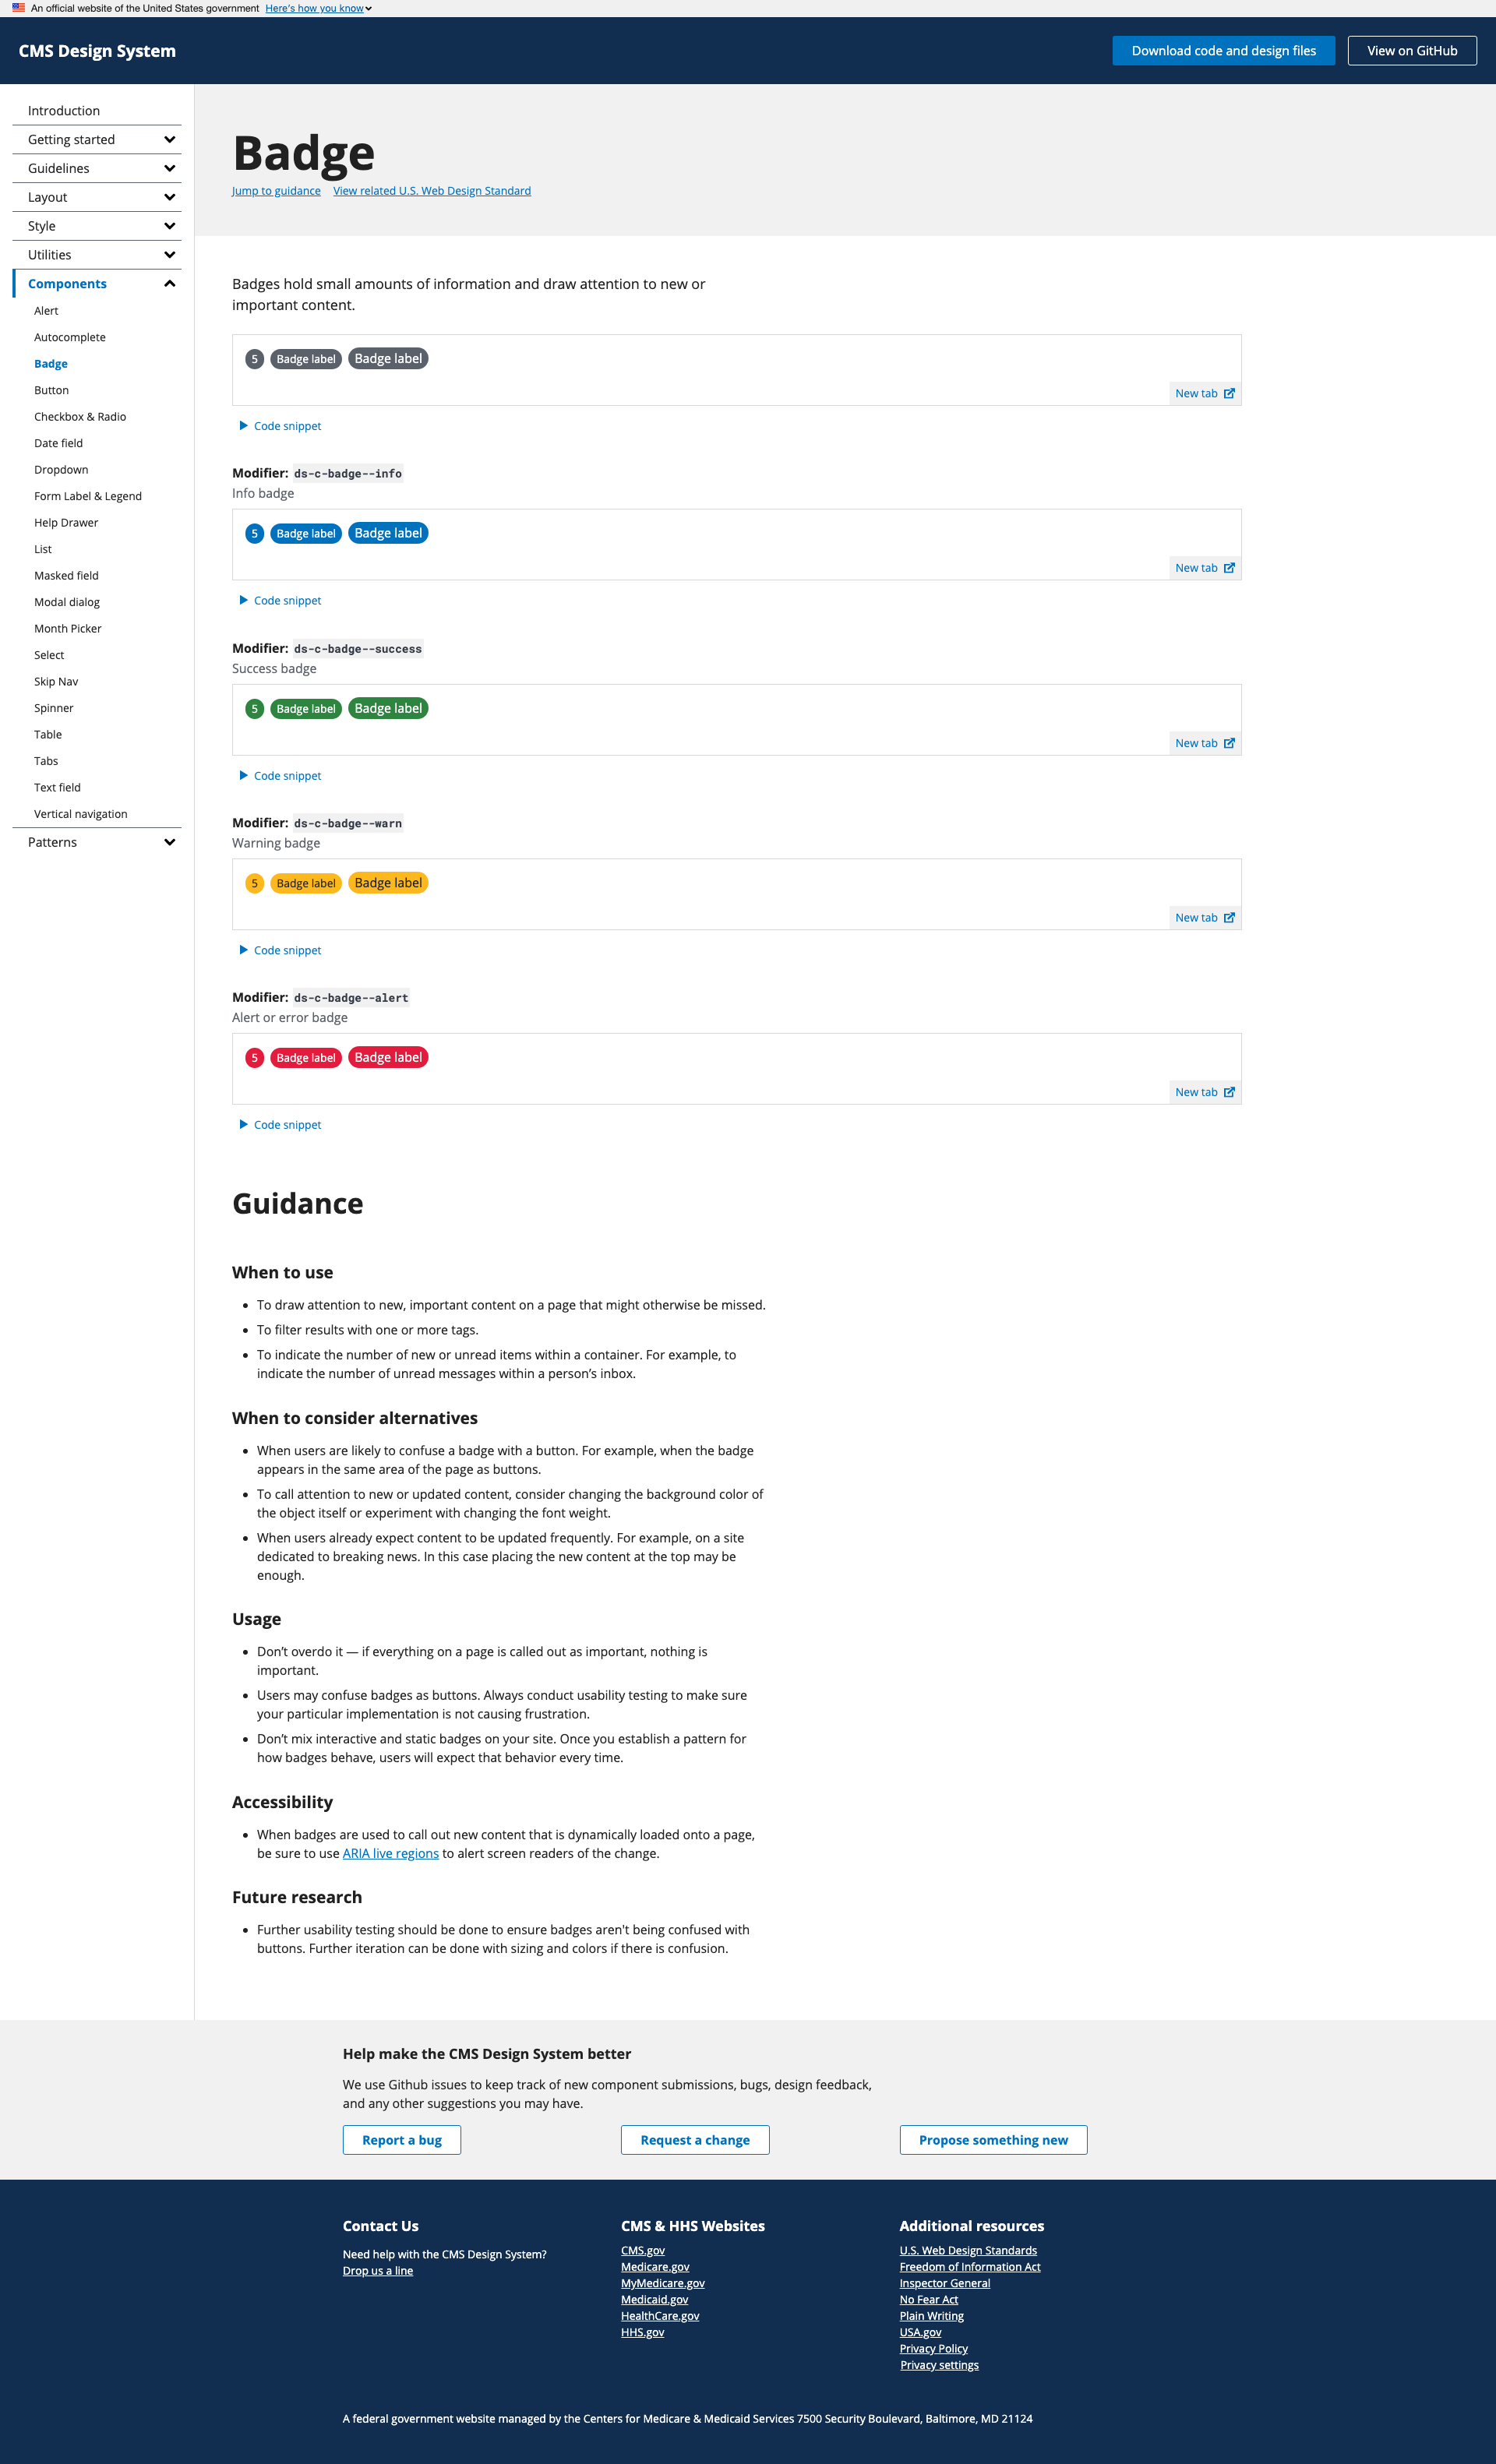 An official website of the United States government Here's how you know
CMS Design System
Download code and design files
View on GitHub
Introduction
Getting started
Guidelines
Layout
Style
Utilities
Components
Alert
Autocomplete
Badge
Button
Checkbox & Radio
Date field
Dropdown
Form Label & Legend
Help Drawer
List
Masked field
Modal dialog
Month Picker
Select
Skip Nav
Spinner
Table
Tabs
Text field
Vertical navigation
Patterns
Badge
Jump to guidance View related U.S. Web Design Standard
Badges hold small amounts of information and draw attention to new or
important content.
5 Badge label Badge label
New tab
Code snippet
Modifier: ds-c-badge--info
Info badge
5 Badge label Badge label
New tab
Code snippet
Modifier: ds-c-badge--success
Success badge
5 Badge label Badge label
New tab
Code snippet
Modifier: ds-c-badge--warn
Warning badge
5 Badge label Badge label
New tab
Code snippet
Modifier: ds-c-badge--alert
Alert or error badge
5 Badge label Badge label
New tab
Code snippet
Guidance
When to use
To draw attention to new, important content on a page that might otherwise be missed.
To filter results with one or more tags.
To indicate the number of new or unread items within a container. For example, to
indicate the number of unread messages within a person’s inbox.
When to consider alternatives
When users are likely to confuse a badge with a button. For example, when the badge
appears in the same area of the page as buttons.
To call attention to new or updated content, consider changing the background color of
the object itself or experiment with changing the font weight.
When users already expect content to be updated frequently. For example, on a site
dedicated to breaking news. In this case placing the new content at the top may be
enough.
Usage
Don’t overdo it — if everything on a page is called out as important, nothing is
important.
Users may confuse badges as buttons. Always conduct usability testing to make sure
your particular implementation is not causing frustration.
Don’t mix interactive and static badges on your site. Once you establish a pattern for
how badges behave, users will expect that behavior every time.
Accessibility
When badges are used to call out new content that is dynamically loaded onto a page,
be sure to use ARIA live regions to alert screen readers of the change.
Future research
Further usability testing should be done to ensure badges aren't being confused with
buttons. Further iteration can be done with sizing and colors if there is confusion.
Help make the CMS Design System better
We use Github issues to keep track of new component submissions, bugs, design feedback,
and any other suggestions you may have.
Report a bug
Request a change
Propose something new
Contact Us
Need help with the CMS Design System?
Drop us a line
CMS & HHS Websites
CMS.gov
Medicare.gov
MyMedicare.gov
Medicaid.gov
HealthCare.gov
HHS.gov
Additional resources
U.S. Web Design Standards
Freedom of Information Act
Inspector General
No Fear Act
Plain Writing
USA.gov
Privacy Policy
Privacy settings
A federal government website managed by the Centers for Medicare & Medicaid Services 7500 Security Boulevard, Baltimore, MD 21124